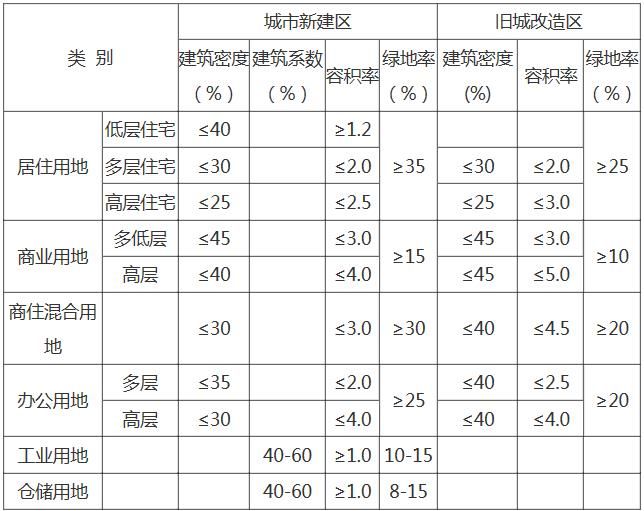 类 别 城市新建区 旧城改造区
建筑密度 建筑系数 容积率 绿地率 建筑密度 容积率 绿地率
（%） （%） （%） (%) （%）
低层住宅 ≤40 ≥1.2
居住用地 多层住宅 ≤30 ≤2.0 ≥35 ≤30 ≤2.0 ≥25
高层住宅 ≤25 ≤2.5 ≤25 ≤3.0
商业用地 多低层 ≤45 ≤3.0 ≥15 ≤45 ≤3.0 ≥10
高层 ≤40 ≤4.0 ≤45 ≤5.0
商住混合用
地 ≤30 ≤3.0 ≥30 ≤40 ≤4.5 ≥20
办公用地 多层 ≤35 ≤2.0 ≥25 ≤40 ≤2.5 ≥20
高层 ≤30 ≤4.0 ≤40 ≤4.0
工业用地 40-60 ≥1.0 10-15
仓储用地 40-60 ≥1.0 8-15